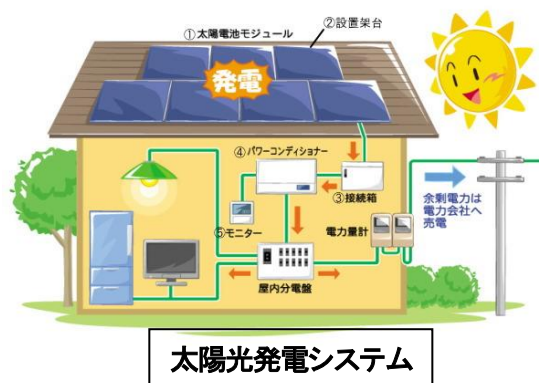 ①太陽電池モジュール
②設置架台
発電
④パワーコンディショナー
③接続箱
⑤モニター
電力量計
余剰電力は
電力会社へ
売電
屋内分電盤
太陽光発電システム